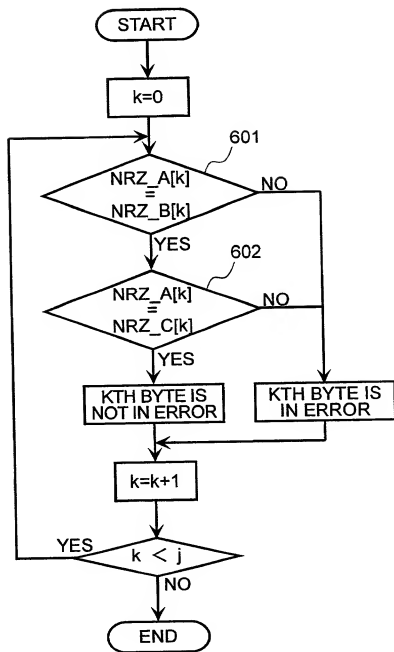 START
k=0
601
NRZ_A[k]
=
NRZ_B[k]
NO
YES
602
NRZ_A[k]
=
NRZ_C[k]
NO
YES
KTH BYTE IS
NOT IN ERROR
KTH BYTE IS
IN ERROR
k=k+1
YES
k < j
NO
END